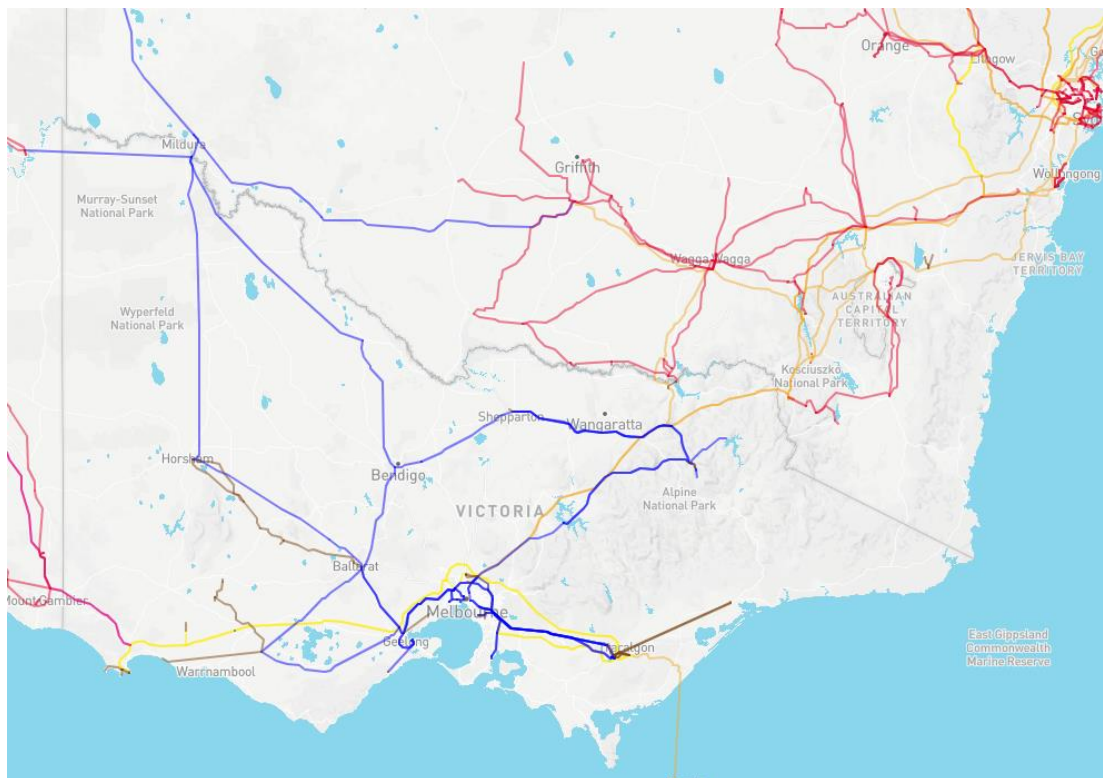 Orange
Lithgow
Mildura
Griffith
Wollongong
Murray-Sunset
National Park
Wagga Wagga
JERVIS BAY
TERRITORY
AUSTRALIAN
CAPITAL
TERRITORY
Wyperfeld
National Park
Kosciuszko
National Park
Shepparton
Wangaratta
Horsham
Bendigo
Alpine
National Park
VICTORIA
Ballarat
Mount Gambier
Melbourne
Geelong
Traralgon
East Gippsland
Commonwealth
Marine Reserve
Warrnambool